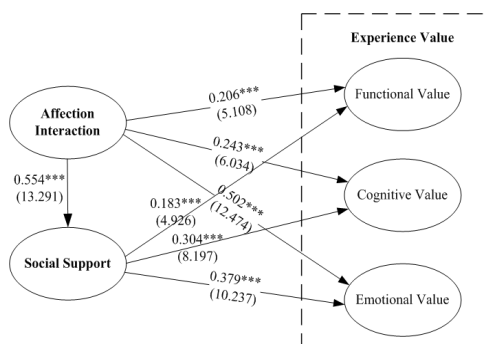 Experience Value
Affection
Interaction
0.206***
(5.108)
Functional Value
0.243***
(6.034)
0.554***
(13.291)
0.502***
(12.474)
Cognitive Value
0.183***
(4.926)
Social Support
0.304***
(8.197)
0.379***
(10.237)
Emotional Value